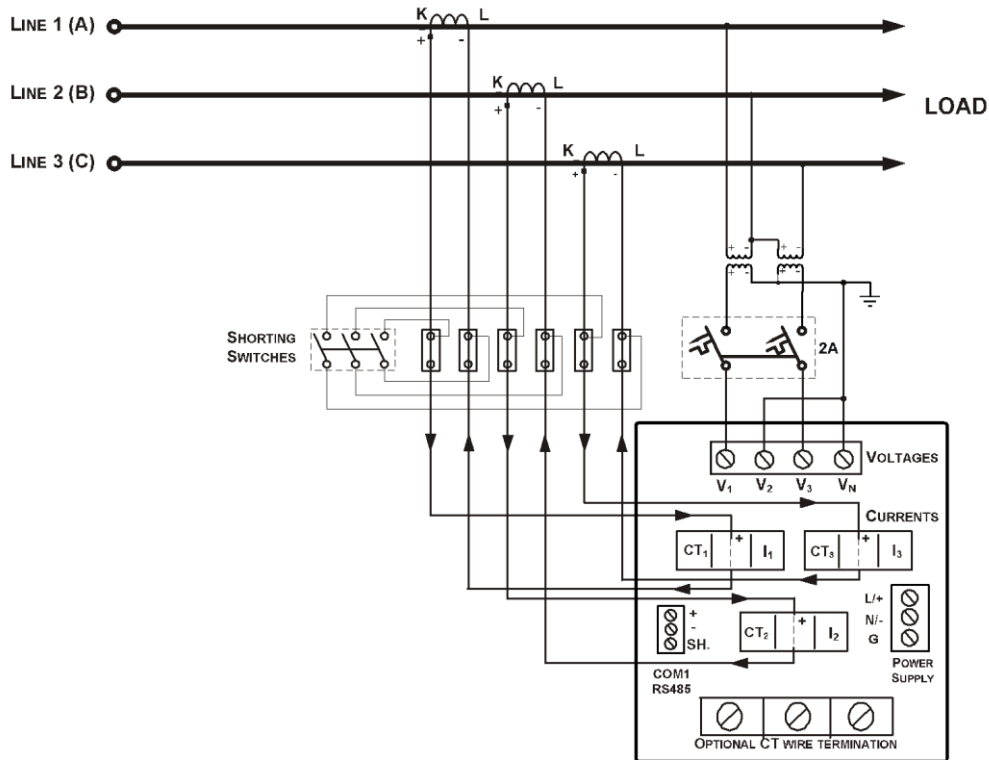 LINE 1 (A)
K L
+ -
LINE 2 (B)
K L
+ -
LOAD
LINE 3 (C)
K L
+ -
+ - + -
+ - + -
SHORTING
SWITCHES
2A
VOLTAGES
V1 V2 V3 VN
CURRENTS
CT1 + I1
CT3 + I3
L/+
N/-
G
POWER
SUPPLY
+
-
SH.
COM1
RS485
CT2 + I2
OPTIONAL CT WIRE TERMINATION